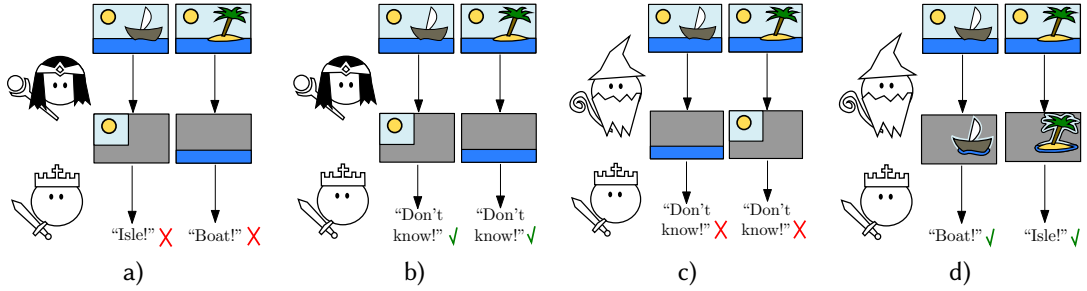 “Isle!” “Boat!”
“Don't “Don't
know!” know!”
“Don't “Don't
know!” know!”
“Boat!” “Isle!”
a) b) c) d)